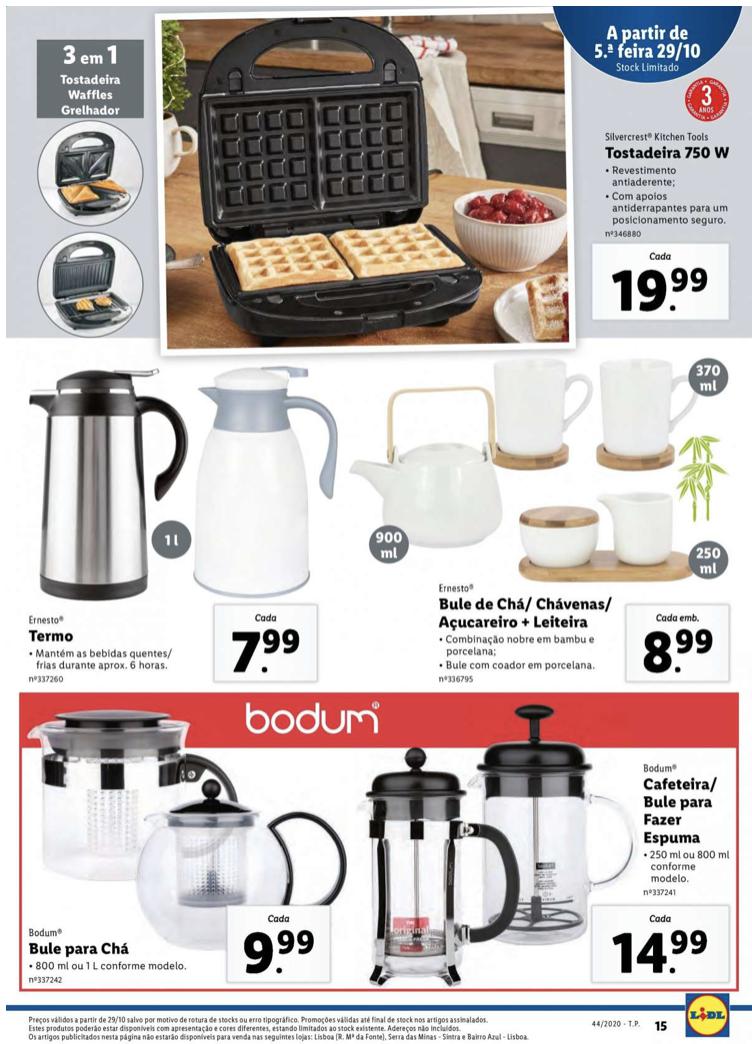 3 em 1
Tostadeira
Waffles
Grelhador
A partir de
5.ª feira 29/10
Stock Limitado
GARANTIA • GARANTIA • GARANTIA
3
ANOS
Silvercrest® Kitchen Tools
Tostadeira 750 W
• Revestimento
antiaderente;
• Com apoios
antiderrapantes para um
posicionamento seguro.
nº346880
Cada
19.99
1 l
900
ml
370
ml
250
ml
Ernesto®
Termo
• Mantém as bebidas quentes/
frias durante aprox. 6 horas.
nº337260
Cada
7.99
Ernesto®
Bule de Chá/ Chávenas/
Açucareiro + Leiteira
• Combinação nobre em bambu e
porcelana;
• Bule com coador em porcelana.
nº336795
Cada emb.
8.99
bodum®
Bodum®
Bule para Chá
• 800 ml ou 1 L conforme modelo.
nº337242
Cada
9.99
bodum
original
bodum
Bodum®
Cafeteira/
Bule para
Fazer
Espuma
• 250 ml ou 800 ml
conforme
modelo.
nº337241
Cada
14.99
Preços válidos a partir de 29/10 salvo por motivo de rotura de stocks ou erro tipográfico. Promoções válidas até final de stock nos artigos assinalados.
Estes produtos poderão estar disponíveis com apresentação e cores diferentes, estando limitados ao stock existente. Adereços não incluídos.
Os artigos publicitados nesta página não estarão disponíveis para venda nas seguintes lojas: Lisboa (R. Mª da Fonte), Serra das Minas - Sintra e Bairro Azul - Lisboa.
44/2020 - T.P.
15
LIDL